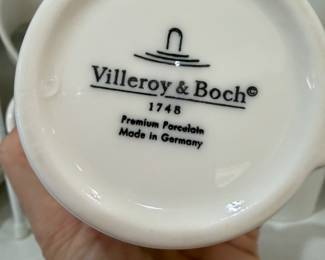 Villeroy & Boch©
1748
Premium Porcelain
Made in Germany